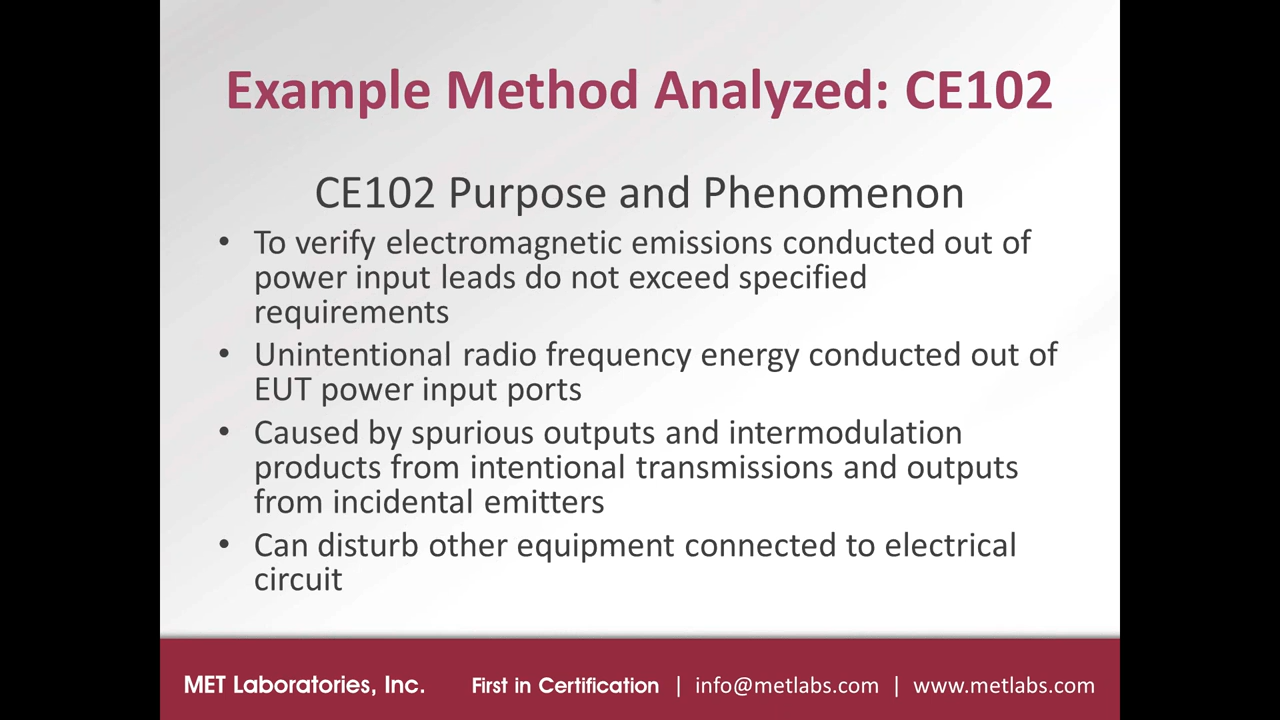 Example Method Analyzed: CE102
CE102 Purpose and Phenomenon
• To verify electromagnetic emissions conducted out of
power input leads do not exceed specified
requirements
• Unintentional radio frequency energy conducted out of
EUT power input ports
• Caused by spurious outputs and intermodulation
products from intentional transmissions and outputs
from incidental emitters
• Can disturb other equipment connected to electrical
circuit
MET Laboratories, Inc. First in Certification | info@metlabs.com | www.metlabs.com